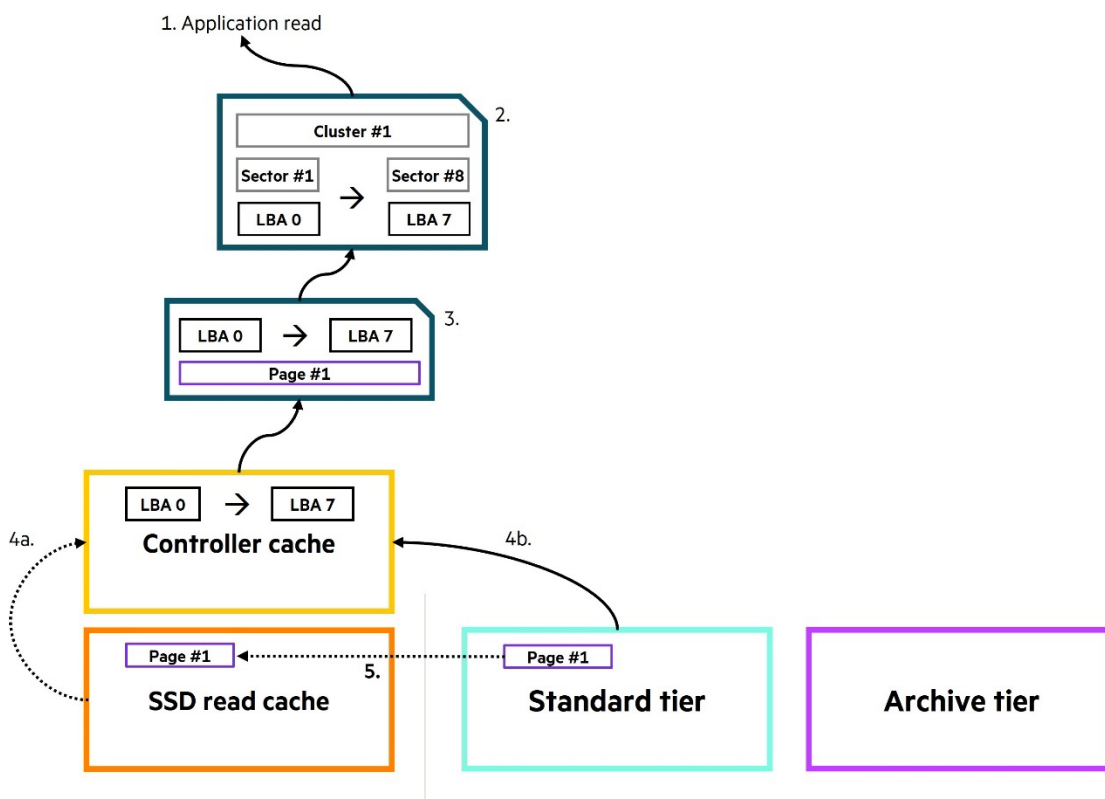 1. Application read
2.
Cluster #1
Sector #1
Sector #8
LBA 0
→
LBA 7
3.
LBA 0
→
LBA 7
Page #1
LBA 0
→
LBA 7
4a.
Controller cache
4b.
Page #1
5.
Page #1
SSD read cache
Standard tier
Archive tier